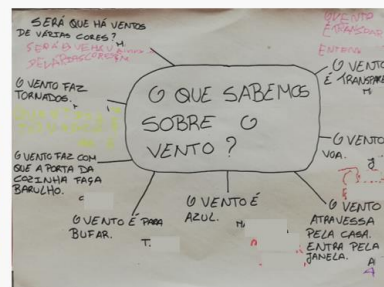 SERÁ QUE HÁ VENTOS
DE VÁRIAS CORES? M.
O VENTO FAZ
TORNADOS.
O VENTO FAZ COM
QUE A PORTA DA
COZINHA FAÇA
BARULHO.
O VENTO É PARA
BUFAR.
T.
O QUE SABEMOS
SOBRE O
VENTO?
O VENTO É
AZUL.
O VENTO
É TRANSPARE
M
O VENTO
VOA.
O VENTO
ATRAVESSA
PELA CASA.
ENTRA PELA
JANELA.
A